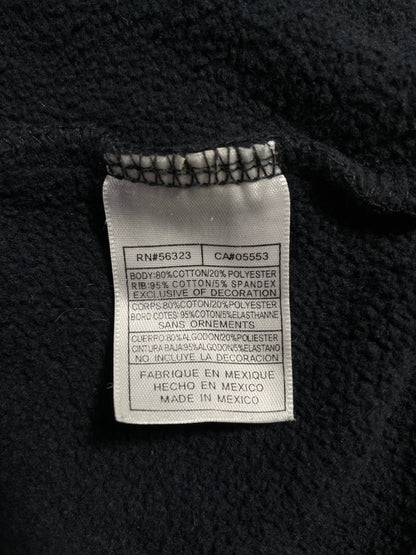 RN#56323 CA#05553
BODY:80%COTTON/20%POLYESTER
RIB:95% COTTON/5% SPANDEX
EXCLUSIVE OF DECORATION
CORPS:80%COTON/20%POLYESTER
BORD COTES:95%COTON/5%ELASTHANNE
SANS ORNEMENTS
CUERPO:80%ALGODON/20%POLIESTER
CINTURA BAJA:95%ALGODON/5%ELASTANO
NO INCLUYE LA DECORACION
FABRIQUE EN MEXIQUE
HECHO EN MEXICO
MADE IN MEXICO